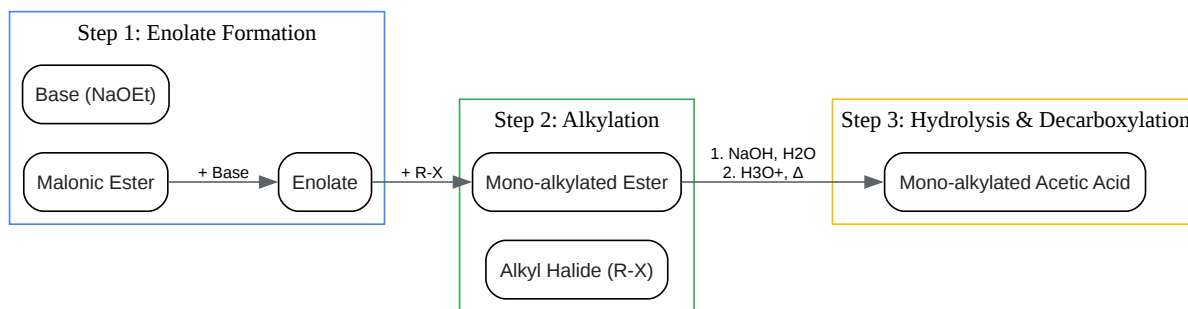 Step 1: Enolate Formation
Base (NaOEt)
Malonic Ester
+ Base
Enolate
+ R-X
Step 2: Alkylation
Mono-alkylated Ester
Alkyl Halide (R-X)
1. NaOH, H2O
2. H3O+, Δ
Step 3: Hydrolysis & Decarboxylation
Mono-alkylated Acetic Acid